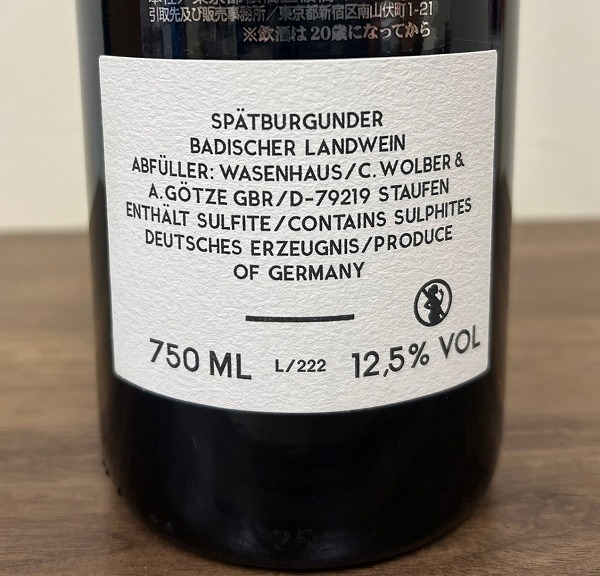 引取先及び販売事務所／東京都新宿区南山伏町1-21
※飲酒は20歳になってから
SPÄTBURGUNDER
BADISCHER LANDWEIN
ABFÜLLER: WASENHAUS/C. WOLBER &
A. GÖTZE GBR/D-79219 STAUFEN
ENTHÄLT SULFITE/CONTAINS SULPHITES
DEUTSCHES ERZEUGNIS/PRODUCE
OF GERMANY
750 ML L/222 12,5% VOL